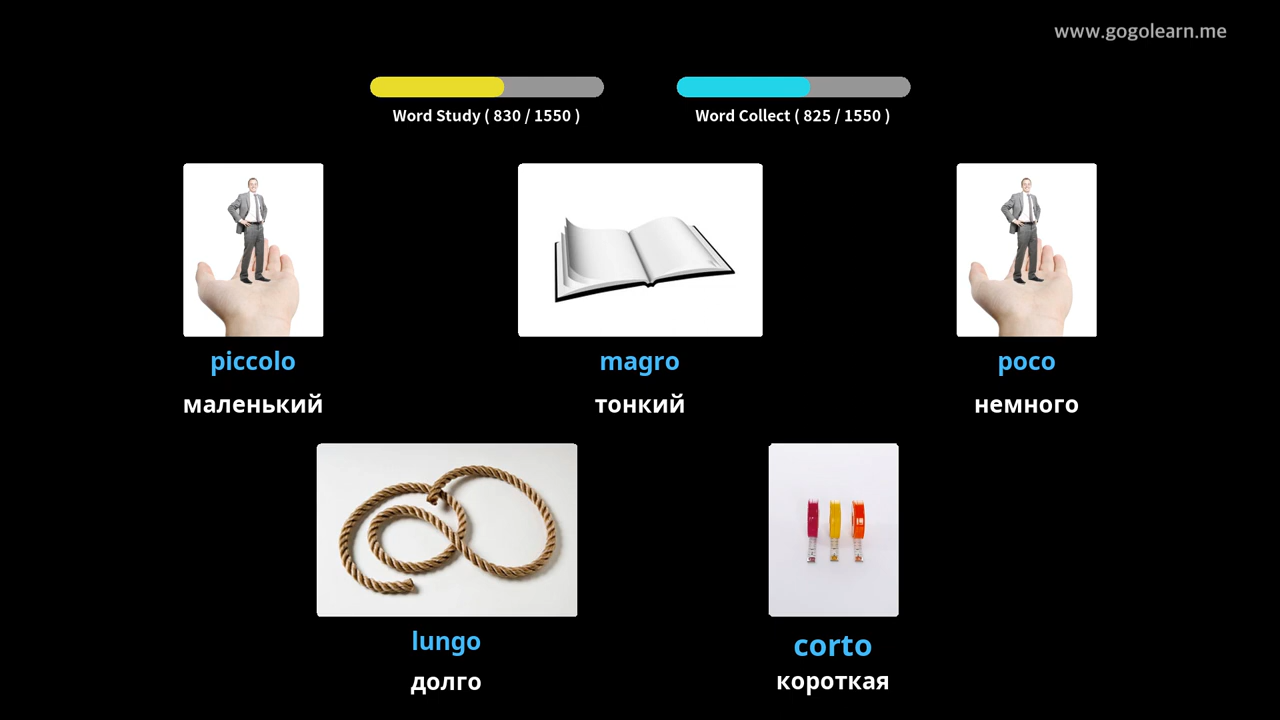 www.gogolearn.me
Word Study ( 830 / 1550 )
Word Collect ( 825 / 1550 )
piccolo
маленький
magro
тонкий
poco
немного
lungo
долго
corto
короткая